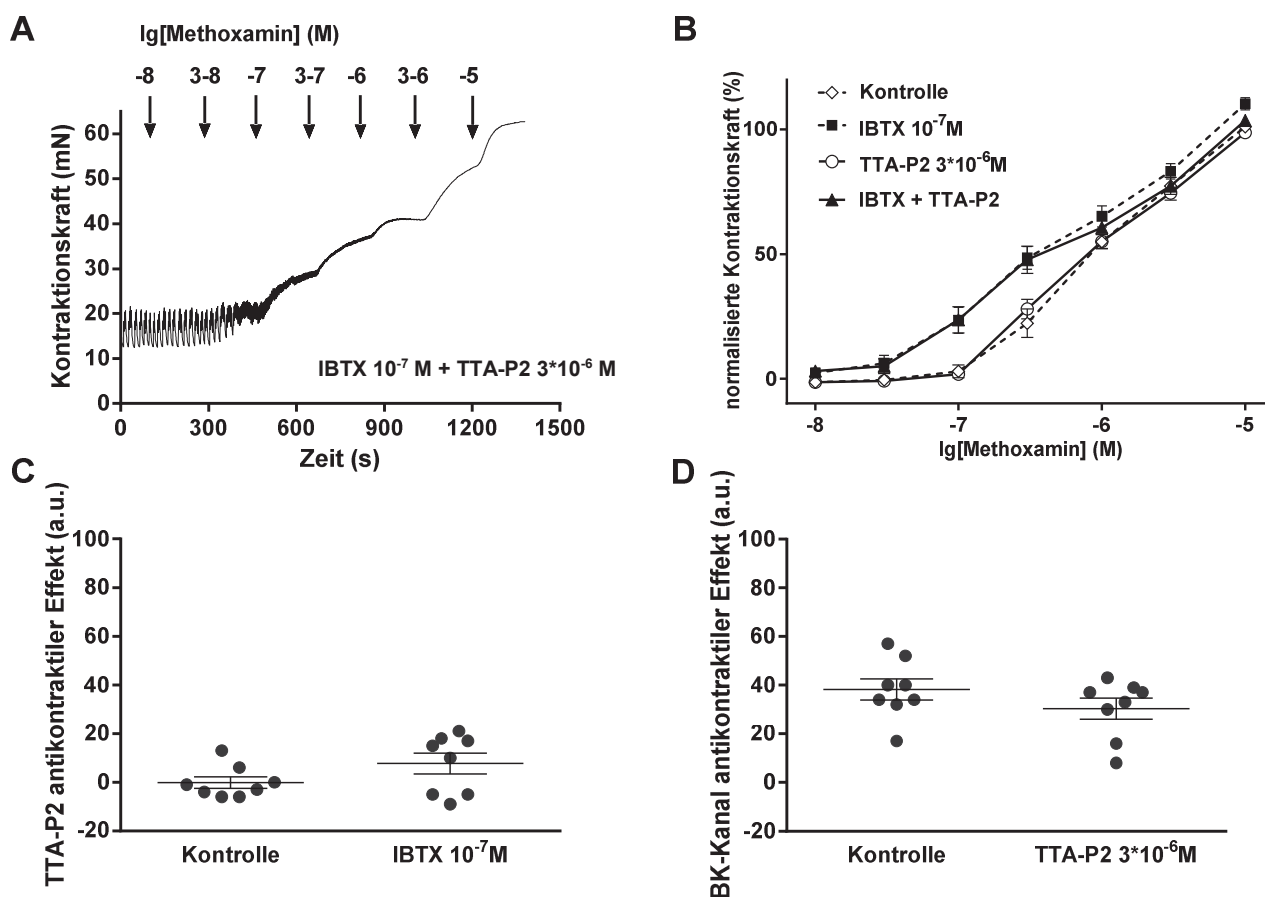 A
lg[Methoxamin] (M)
-8 3-8 -7 3-7 -6 3-6 -5
Kontraktionskraft (mN)
60
50
40
30
20
10
0
IBTX 10⁻⁷ M + TTA-P2 3*10⁻⁶ M
0 300 600 900 1200 1500
Zeit (s)
B
normalisierte Kontraktionskraft (%)
100
50
0
Kontrolle
IBTX 10⁻⁷M
TTA-P2 3*10⁻⁶M
IBTX + TTA-P2
-8 -7 -6 -5
lg[Methoxamin] (M)
C
TTA-P2 antikontraktiler Effekt (a.u.)
100
80
60
40
20
0
-20
Kontrolle IBTX 10⁻⁷M
D
BK-Kanal antikontraktiler Effekt (a.u.)
100
80
60
40
20
0
-20
Kontrolle TTA-P2 3*10⁻⁶M